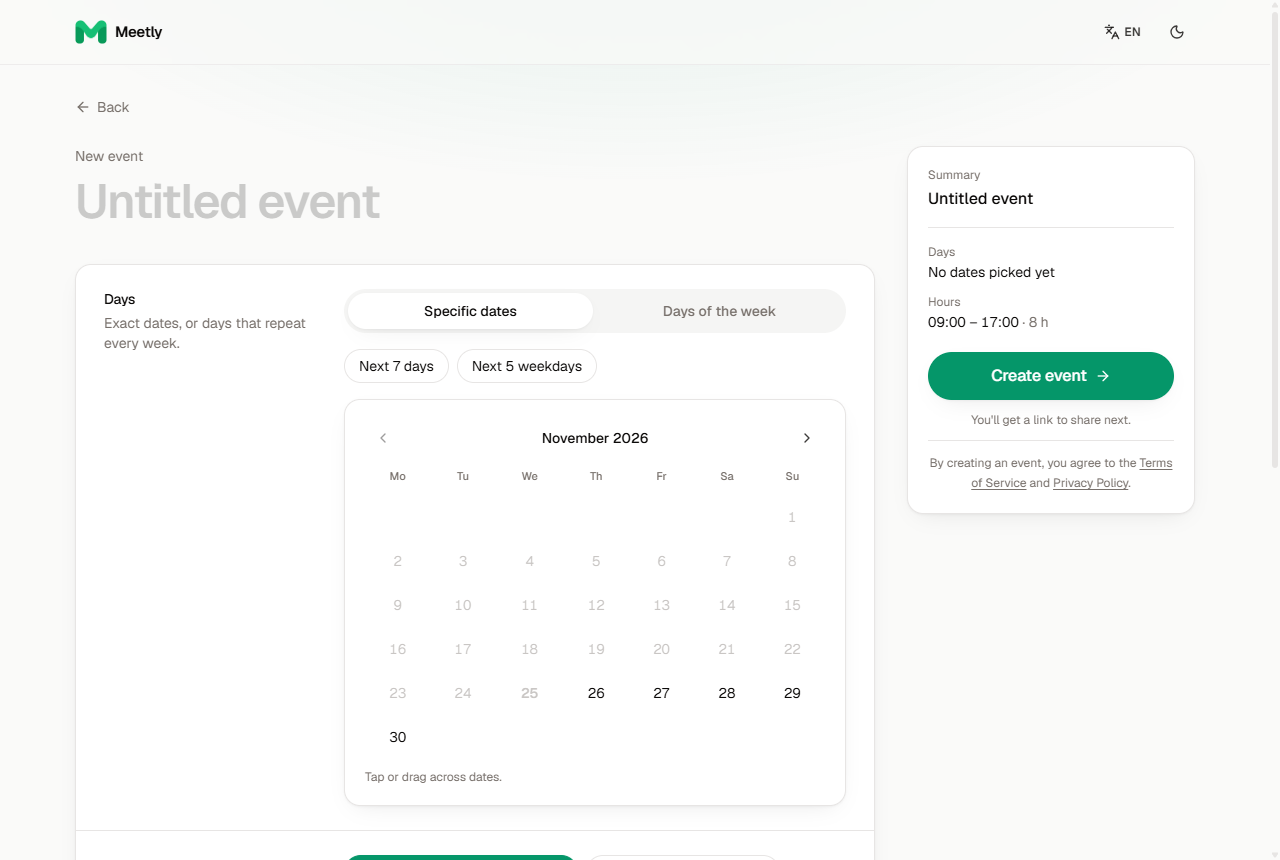 Meetly
EN
Back
New event
Untitled event
Days
Exact dates, or days that repeat
every week.
Specific dates
Days of the week
Next 7 days
Next 5 weekdays
November 2026
Mo Tu We Th Fr Sa Su
1
2 3 4 5 6 7 8
9 10 11 12 13 14 15
16 17 18 19 20 21 22
23 24 25 26 27 28 29
30
Tap or drag across dates.
Summary
Untitled event
Days
No dates picked yet
Hours
09:00 – 17:00 · 8 h
Create event
You'll get a link to share next.
By creating an event, you agree to the Terms
of Service and Privacy Policy.